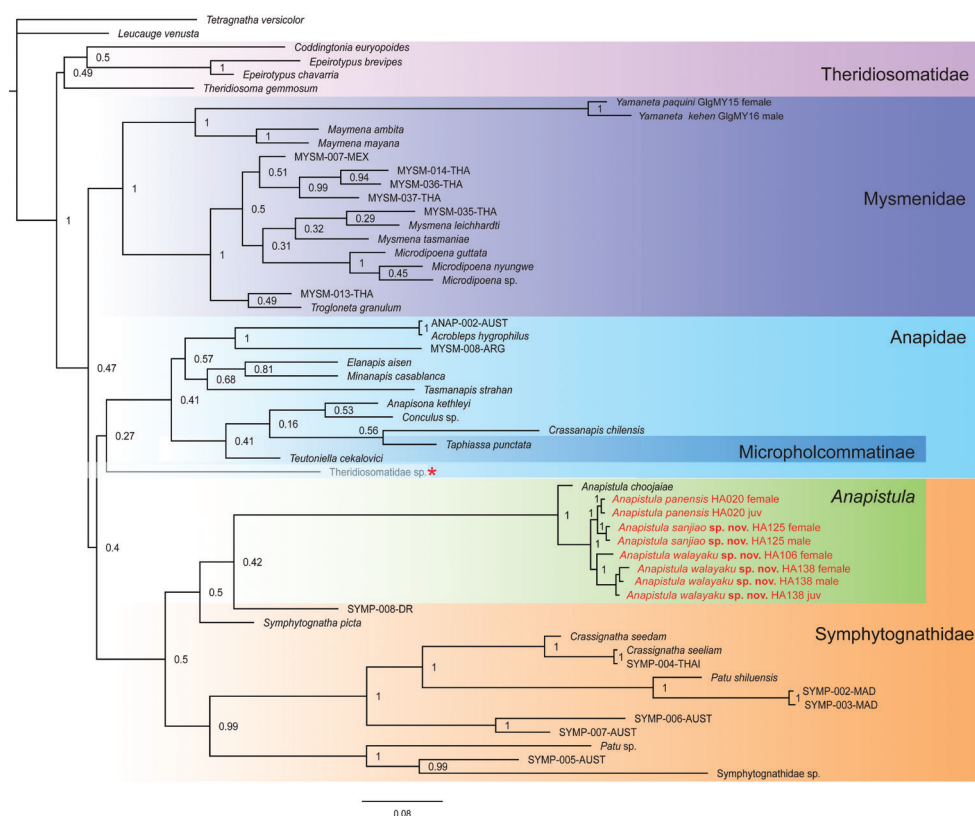 Tetragnatha versicolor
Leucauge venusta
Coddingtonia euryopoides
0.5
Epeirotypus brevipes
Theridiosomatidae
0.49
1
Epeirotypus chavarria
Theridiosoma gemmosum
Yamaneta paquini GlgMY15 female
1
Yamaneta kehen GlgMY16 male
1
Maymena ambita
1
Maymena mayana
MYSM-007-MEX
0.51
MYSM-014-THA
0.94
MYSM-036-THA
1
0.99
MYSM-037-THA
Mysmenidae
0.5
MYSM-035-THA
1
0.29
Mysmena leichhardti
0.32
Mysmena tasmaniae
0.31
Microdipoena guttata
1
1
Microdipoena nyungwe
0.45
Microdipoena sp.
MYSM-013-THA
0.49
Trogloneta granulum
ANAP-002-AUST
1
Acrobleps hygrophilus
Anapidae
1
MYSM-008-ARG
0.57
Elanapis aisen
0.47
0.81
Minanapis casablanca
0.68
Tasmanapis strahan
0.41
Anapisona kethleyi
0.53
Conculus sp.
0.16
Crassanapis chilensis
0.27
0.56
0.41
Taphiassa punctata
Micropholcommatinae
Teutoniella cekalovici
Theridiosomatidae sp.*
Anapistula choojaiae
Anapistula
1
Anapistula panensis HA020 female
1
1
Anapistula panensis HA020 juv
1
Anapistula sanjiao sp. nov. HA125 female
1
Anapistula sanjiao sp. nov. HA125 male
0.4
0.42
1
Anapistula walayaku sp. nov. HA106 female
Anapistula walayaku sp. nov. HA138 female
Anapistula walayaku sp. nov. HA138 male
1
Anapistula walayaku sp. nov. HA138 juv
0.5
SYMP-008-DR
Symphytognatha picta
Symphytognathidae
Crassignatha seedam
1
Crassignatha seeliam
1
SYMP-004-THAI
0.5
1
Patu shiluensis
1
SYMP-002-MAD
1
1
SYMP-003-MAD
SYMP-006-AUST
0.99
1
SYMP-007-AUST
Patu sp.
1
SYMP-005-AUST
0.99
Symphytognathidae sp.
0.08